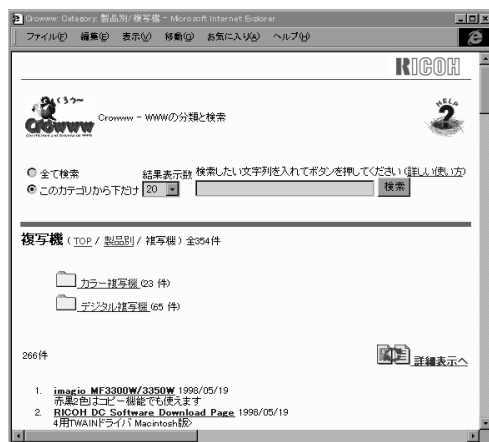 Crowww: Category: 製品別/複写機 - Microsoft Internet Explorer
ファイル(F) 編集(E) 表示(V) 移動(G) お気に入り(A) ヘルプ(H)
RICOH
くろう〜
Crowww
Crowww - WWWの分類と検索
HELP
?
全て検索
このカテゴリから下だけ
結果表示数
20
検索したい文字列を入れてボタンを押してください (詳しい使い方)
検索
複写機 ( TOP / 製品別 / 複写機 ) 全354件
カラー複写機 (23 件)
デジタル複写機 (65 件)
266件
詳細表示へ
1. imagio MF3300W/3350W 1998/05/19
赤黒2色はコピー機能でも使えます
2. RICOH DC Software Download Page 1998/05/19
4用TWAINドライバ Macintosh版>